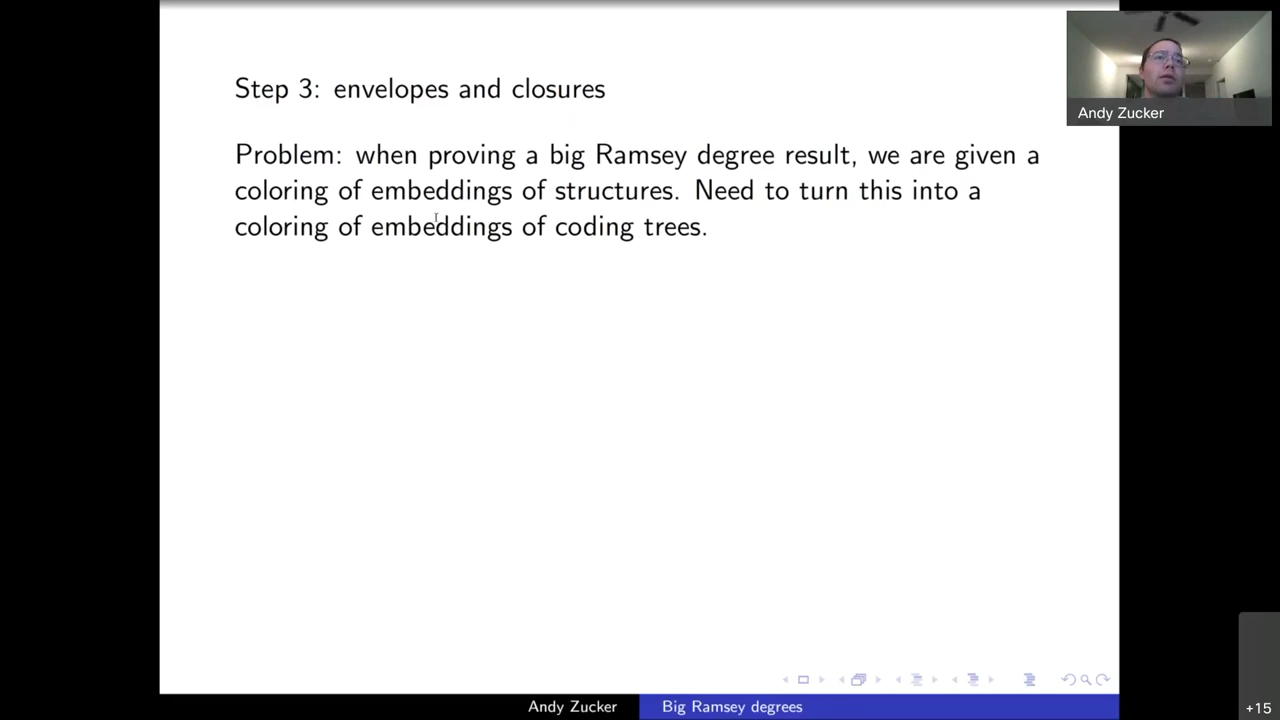 Step 3: envelopes and closures
Problem: when proving a big Ramsey degree result, we are given a
coloring of embeddings of structures. Need to turn this into a
coloring of embeddings of coding trees.
Andy Zucker
Andy Zucker
Big Ramsey degrees
+15